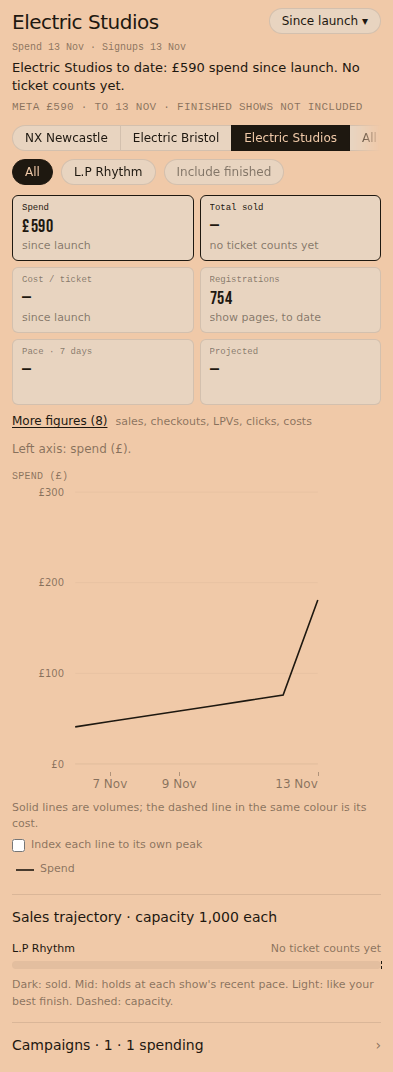 Electric Studios
Since launch ▾
Spend 13 Nov · Signups 13 Nov
Electric Studios to date: £590 spend since launch. No
ticket counts yet.
META £590 · TO 13 NOV · FINISHED SHOWS NOT INCLUDED
NX Newcastle
Electric Bristol
Electric Studios
All
All
L.P Rhythm
Include finished
Spend
£590
since launch
Total sold
—
no ticket counts yet
Cost / ticket
—
since launch
Registrations
754
show pages, to date
Pace · 7 days
—
Projected
—
More figures (8) sales, checkouts, LPVs, clicks, costs
Left axis: spend (£).
SPEND (£)
£300
£200
£100
£0
7 Nov 9 Nov 13 Nov
Solid lines are volumes; the dashed line in the same colour is its
cost.
Index each line to its own peak
Spend
Sales trajectory · capacity 1,000 each
L.P Rhythm
No ticket counts yet
Dark: sold. Mid: holds at each show's recent pace. Light: like your
best finish. Dashed: capacity.
Campaigns · 1 · 1 spending ›